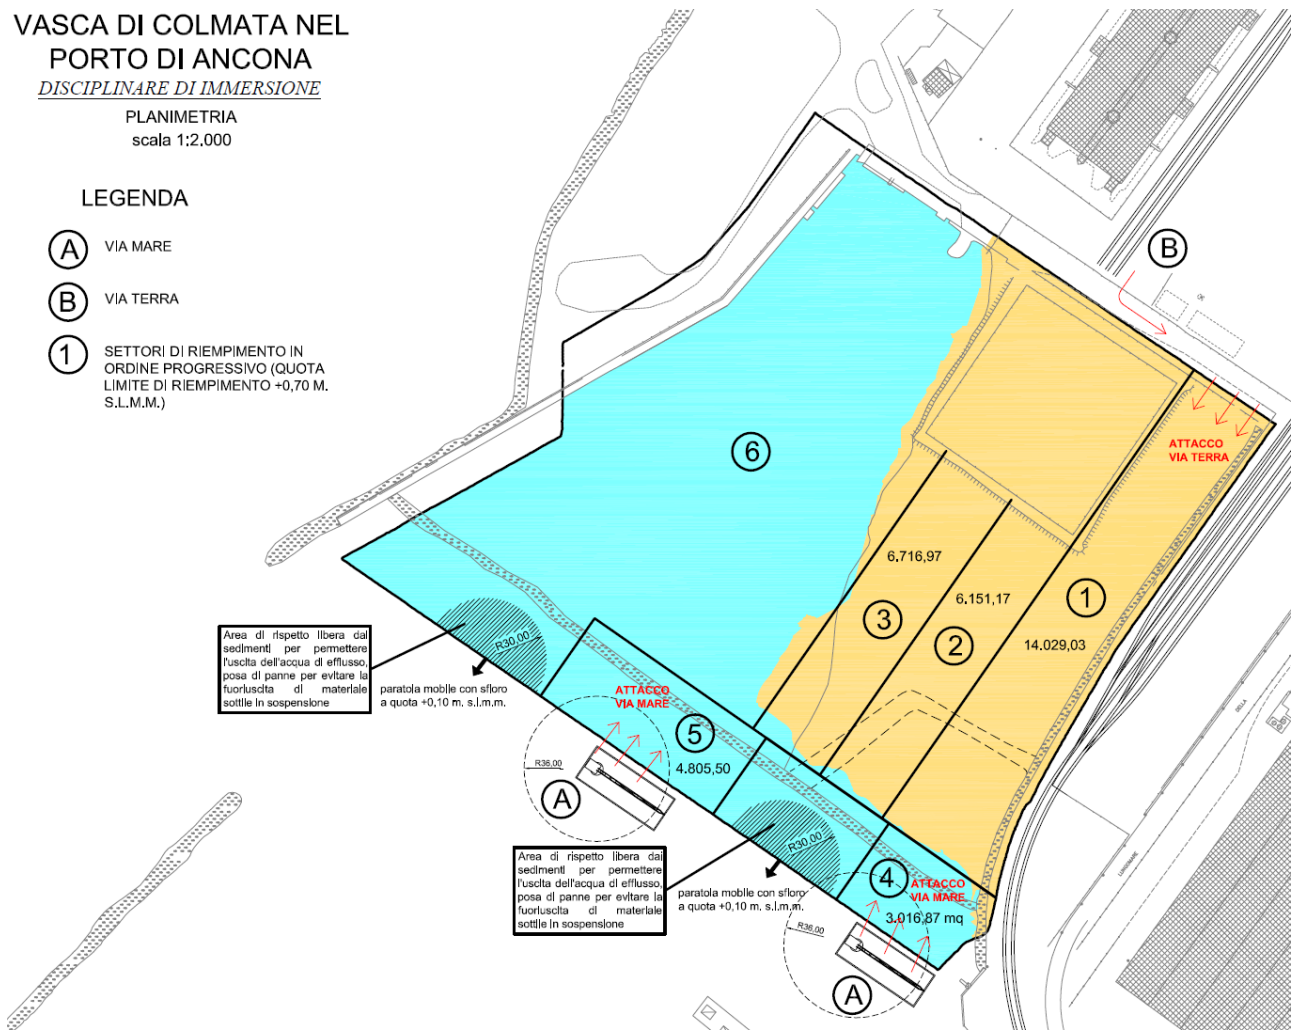 VASCA DI COLMATA NEL
PORTO DI ANCONA
DISCIPLINARE DI IMMERSIONE
PLANIMETRIA
scala 1:2.000
LEGENDA
A VIA MARE
B VIA TERRA
1 SETTORI DI RIEMPIMENTO IN
ORDINE PROGRESSIVO (QUOTA
LIMITE DI RIEMPIMENTO +0,70 M.
S.L.M.M.)
B
ATTACCO
VIA TERRA
6
6.716,97
6.151,17
3
2
1
14.029,03
Area di rispetto libera dai
sedimenti per permettere
l'uscita dell'acqua di efflusso,
posa di panne per evitare la
fuoriuscita di materiale
sottile in sospensione
R30,00
paratoia mobile con sfioro
a quota +0,10 m. s.l.m.m.
ATTACCO
VIA MARE
5
4.805,50
R36,00
A
R30,00
Area di rispetto libera dai
sedimenti per permettere
l'uscita dell'acqua di efflusso,
posa di panne per evitare la
fuoriuscita di materiale
sottile in sospensione
paratoia mobile con sfioro
a quota +0,10 m. s.l.m.m.
4
ATTACCO
VIA MARE
3.016,87 mq
R36,00
A
LUNGOMARE
DELLA